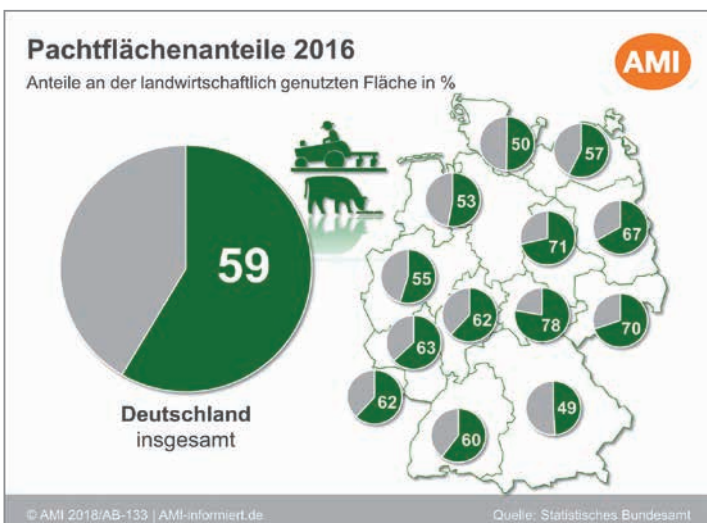 Pachtflächenanteile 2016
AMI
Anteile an der landwirtschaftlich genutzten Fläche in %
50
57
53
67
71
59
55
62
78
70
63
62
49
60
Deutschland
insgesamt
© AMI 2018/AB-133 | AMI-informiert.de
Quelle: Statistisches Bundesamt